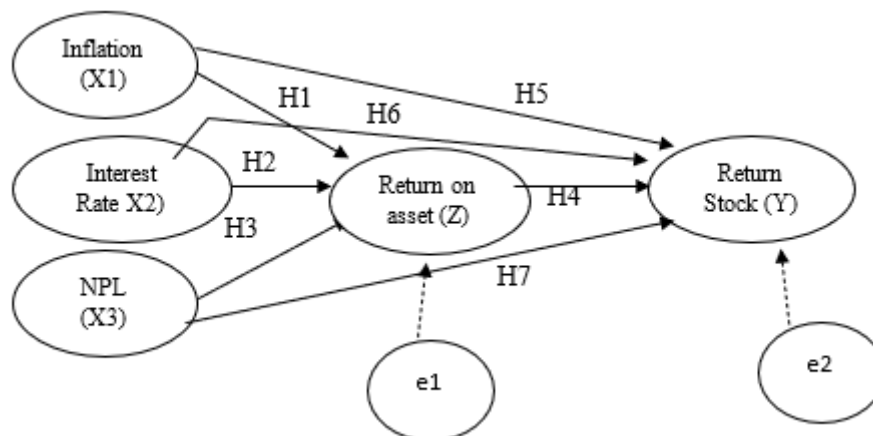 Inflation
(X1)
H1
H5
H6
Interest
Rate X2)
H2
Return on
asset (Z)
H4
Return
Stock (Y)
H3
NPL
(X3)
H7
e1
e2